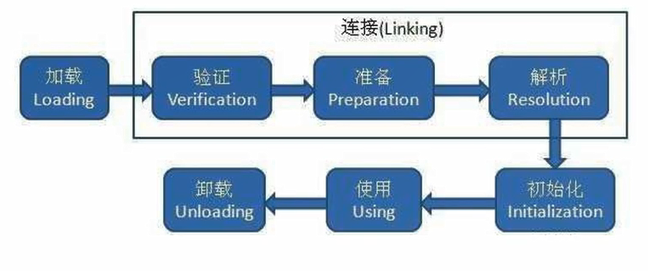 连接(Linking)
加载
Loading
验证
Verification
准备
Preparation
解析
Resolution
初始化
Initialization
使用
Using
卸载
Unloading